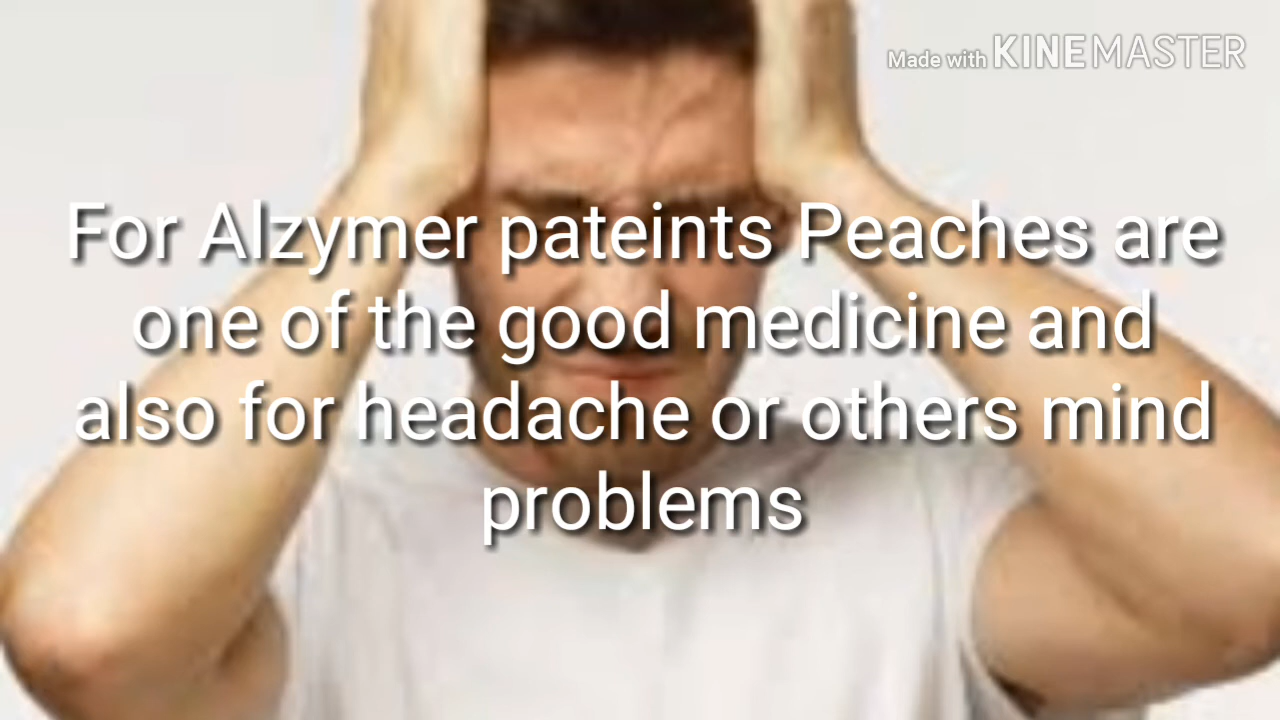 Made with KINEMASTER
For Alzymer pateints Peaches are
one of the good medicine and
also for headache or others mind
problems